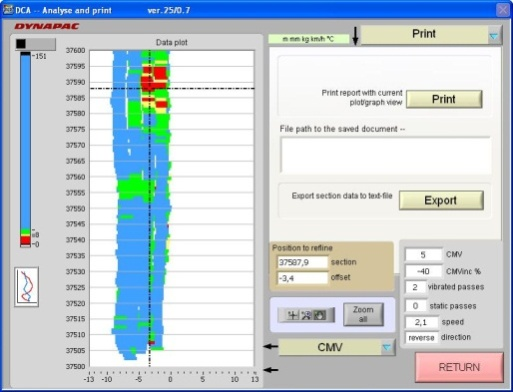 DCA -- Analyse and print ver.25/0.7
DYNAPAC
Data plot
m mm kg km/h °C
Print
-151
=0
-0
37600
37595
37590
37585
37580
37575
37570
37565
37560
37555
37550
37545
37540
37535
37530
37525
37520
37515
37510
37505
37500
-13 -10 -5 0 5 10 13
Print report with current
plot/graph view
Print
File path to the saved document --
Export section data to text-file
Export
Position to refine
37587,9 section
-3,4 offset
Zoom
all
CMV
5 CMV
-40 CMVinc %
2 vibrated passes
0 static passes
2,1 speed
reverse direction
RETURN